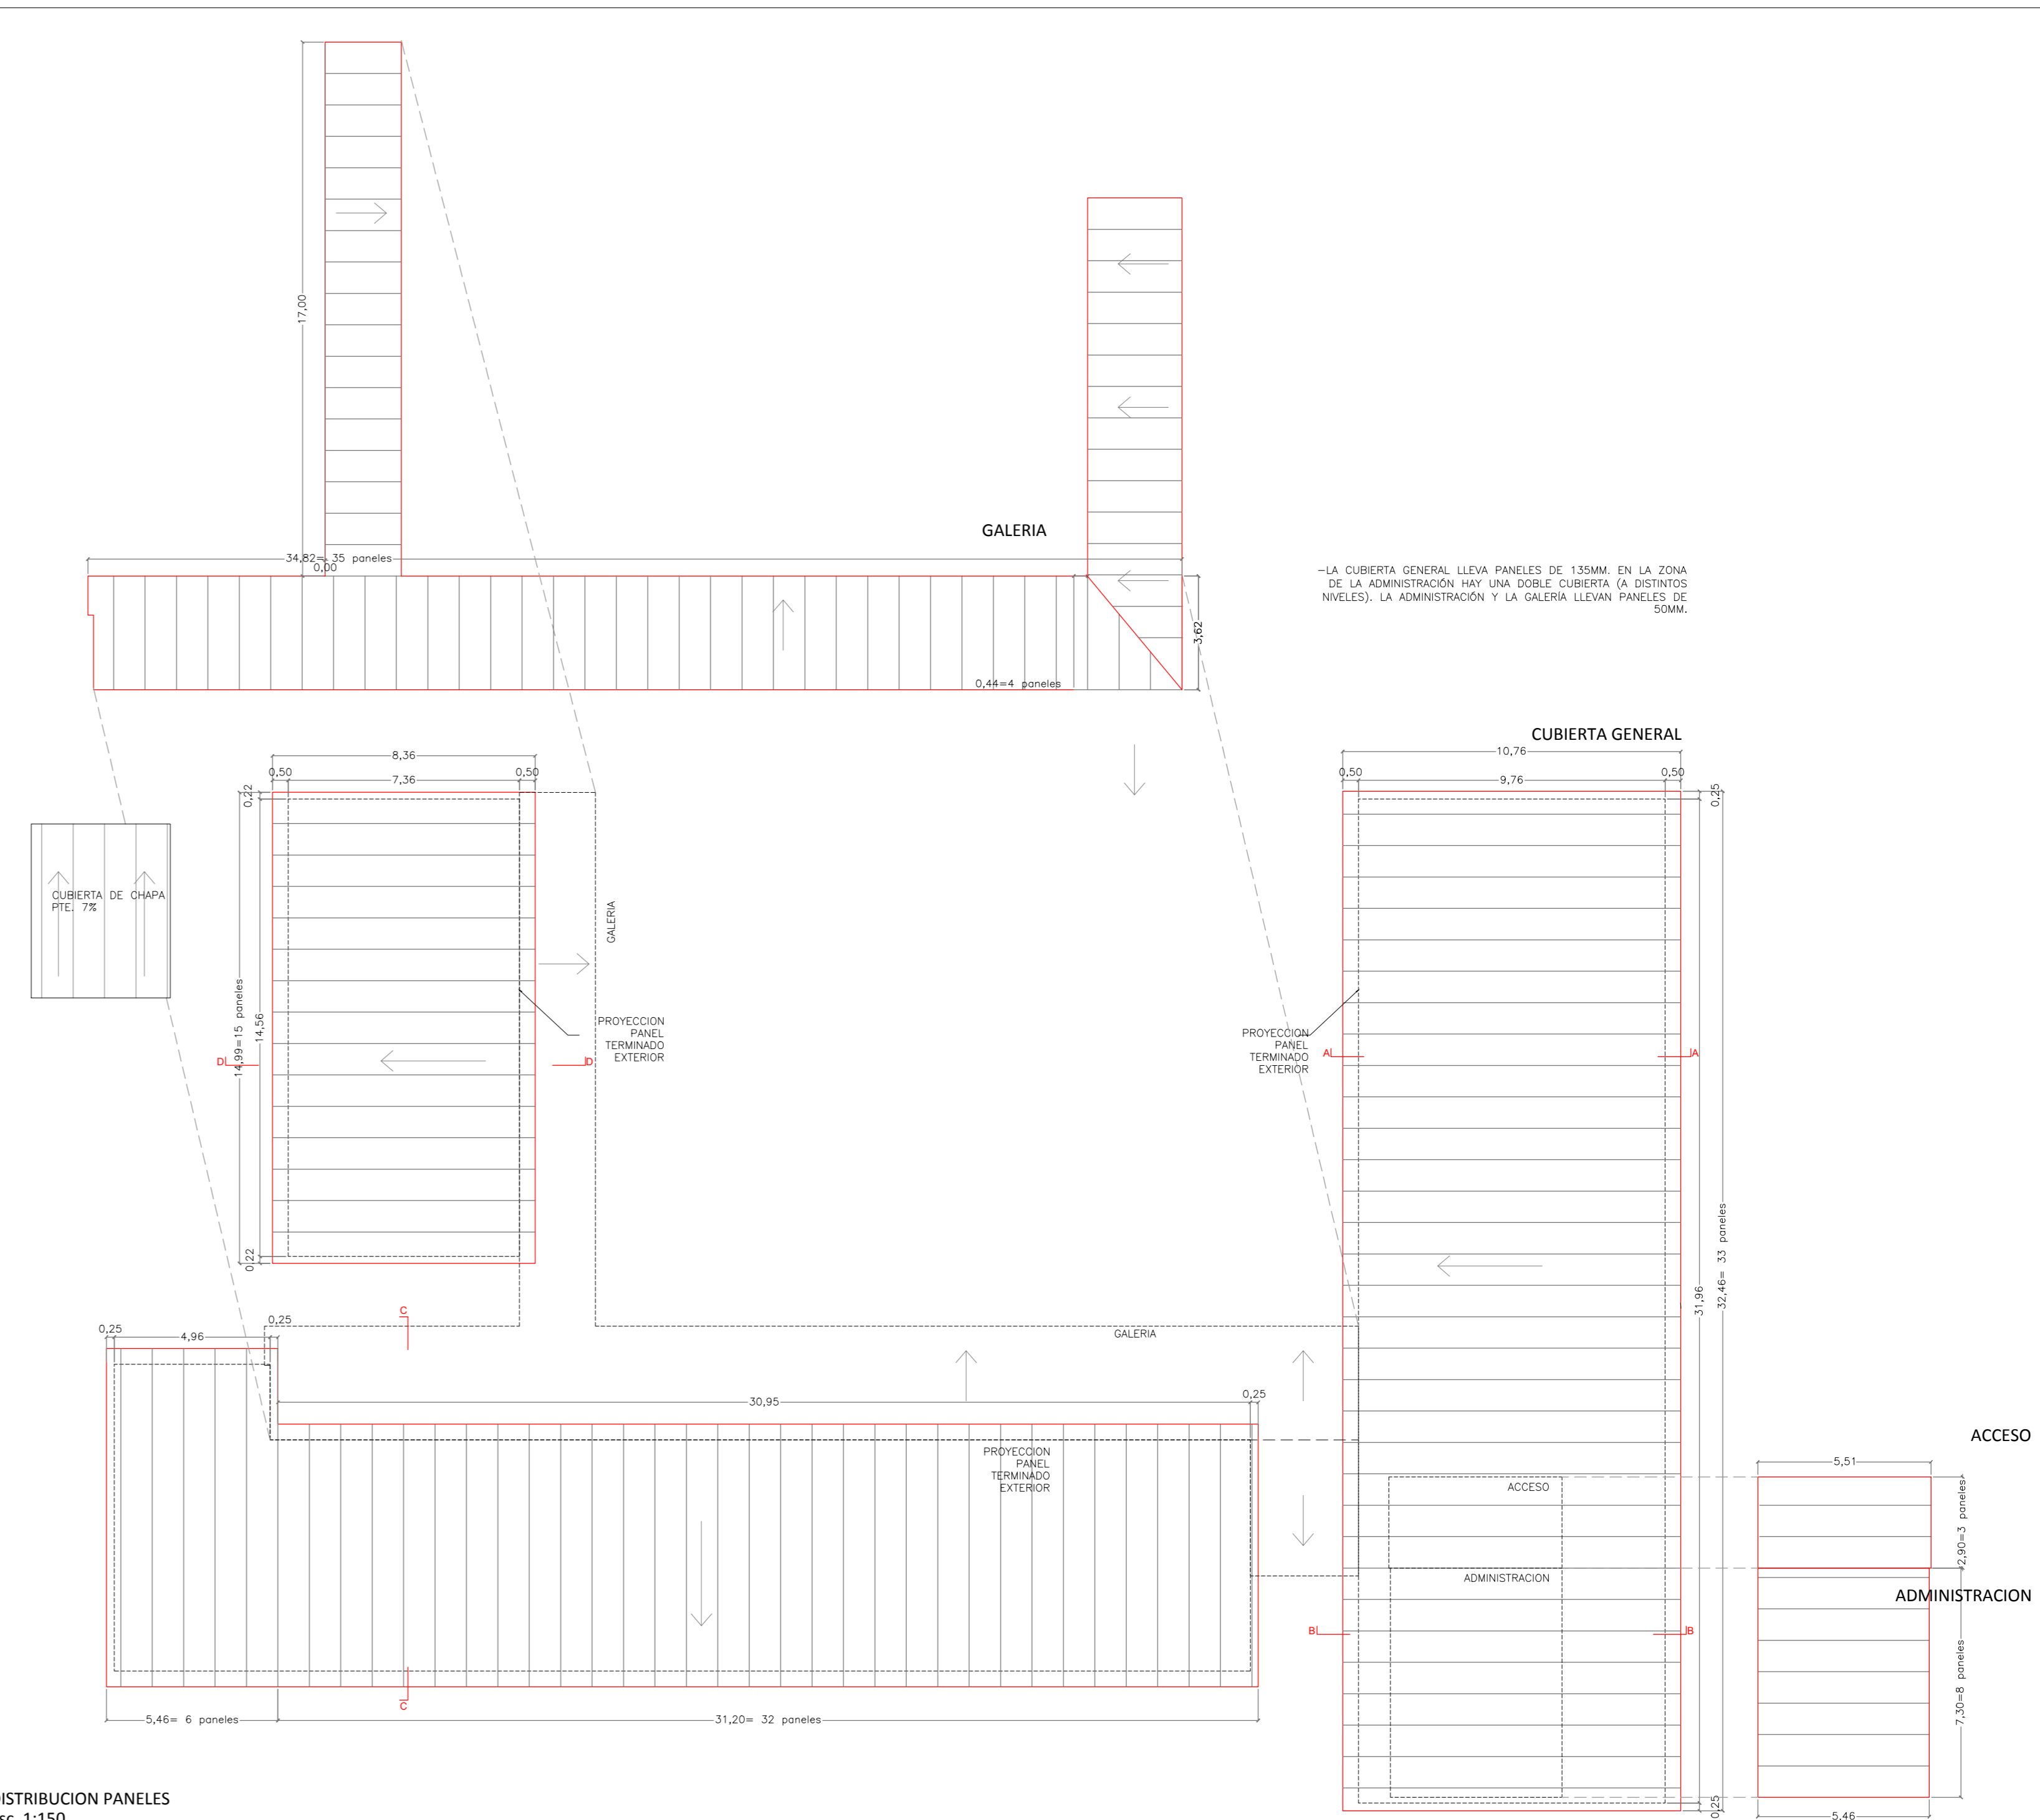 17,00
GALERIA
34,82= 35 paneles
0,00
-LA CUBIERTA GENERAL LLEVA PANELES DE 135MM. EN LA ZONA
DE LA ADMINISTRACIÓN HAY UNA DOBLE CUBIERTA (A DISTINTOS
NIVELES). LA ADMINISTRACIÓN Y LA GALERÍA LLEVAN PANELES DE
50MM.
3,62
0,44=4 paneles
CUBIERTA GENERAL
8,36
0,50
7,36
0,50
0,22
14,99=15 paneles
14,56
0,22
10,76
0,50
9,76
0,50
0,25
CUBIERTA DE CHAPA
PTE. 7%
GALERIA
PROYECCION
PANEL
TERMINADO
EXTERIOR
D
D
PROYECCION
PANEL
TERMINADO
EXTERIOR
A
A
31,96
32,46= 33 paneles
C
0,25
4,96
0,25
GALERIA
30,95
0,25
PROYECCION
PANEL
TERMINADO
EXTERIOR
ACCESO
5,51
ACCESO
2,90=3 paneles
ADMINISTRACION
ADMINISTRACION
B
B
7,30=8 paneles
C
5,46= 6 paneles
31,20= 32 paneles
0,25
5,46
DISTRIBUCION PANELES
sc. 1:150